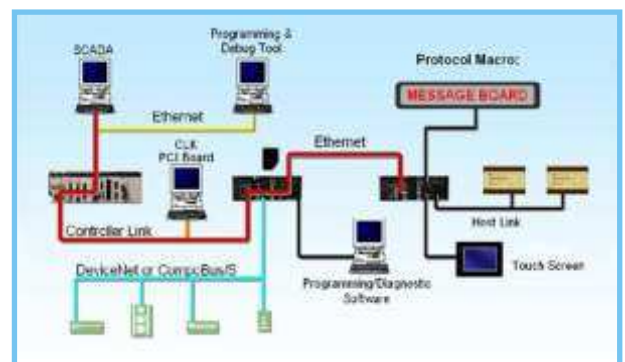 SCADA
Programming &
Debug Tool
Protocol Macro:
MESSAGE BOARD
Ethernet
CLK
PCI Board
Ethernet
Controller Link
Host Link
DeviceNet or CompoBus/S
Programming/Diagnostic
Software
Touch Screen